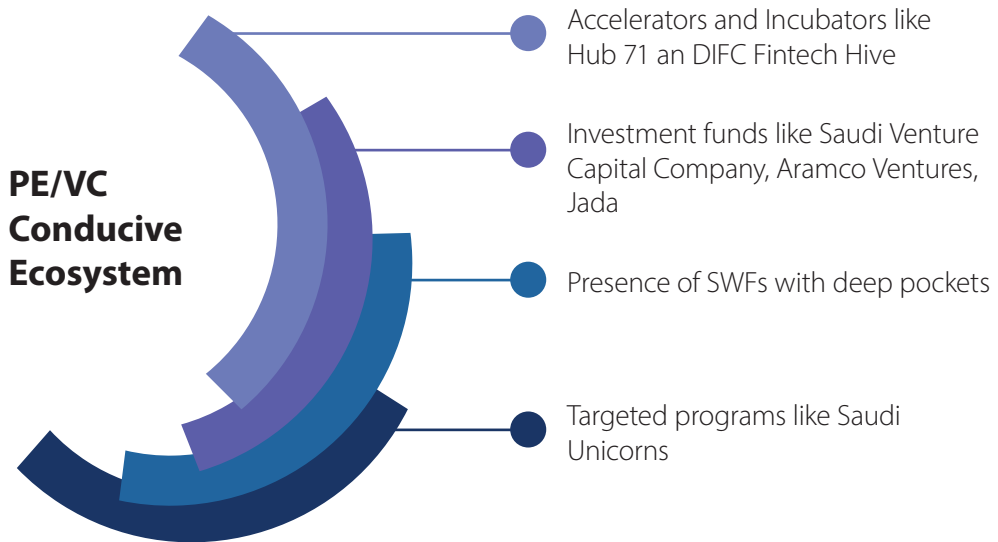 PE/VC
Conducive
Ecosystem
Accelerators and Incubators like
Hub 71 an DIFC Fintech Hive
Investment funds like Saudi Venture
Capital Company, Aramco Ventures,
Jada
Presence of SWFs with deep pockets
Targeted programs like Saudi
Unicorns